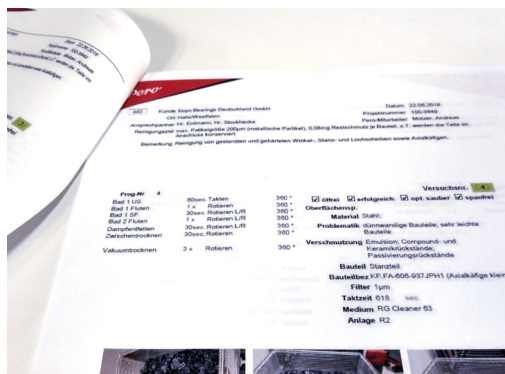 pero
440 Kunde Koyo Bearings Deutschland GmbH Datum 22.06.2016
Ort Halle/Westfalen Projektnummer 100-3649
Ansprechpartner Hr. Erdmann, Hr. Stockhecke Pero-Mitarbeiter Motzer, Andreas
Reinigungsziel max. Patikelgröße 200µm (metallische Partikel), 0,06mg Restschmutz je Bauteil, z.T. werden die Teile im
Anschluss konserviert
Bemerkung Reinigung von gestanzten und gehärteten Winkel-, Stanz- und Lochscheiben sowie Axialkäfigen.
Versuchsnr. 4
Prog-Nr 4
Bad 1 US 60sec. Takten 360 °
Bad 1 Fluten 1 x Rotieren 360 °
Bad 1 SF 30sec. Rotieren L/R 360 °
Bad 2 Fluten 1 x Rotieren 360 °
Dampfentfetten 30sec. Rotieren L/R 360 °
Zwischentrocknen 30sec. Rotieren 360 °
Vakuumtrocknen 3 x Rotieren 360 °
ölfrei erfolgreich opt. sauber spanfrei
Oberflächensp.
Material Stahl;
Problematik dünnwandige Bauteile; sehr leichte
Bauteile
Verschmutzung Emulsion; Compound- und
Keramikrückstände;
Passivierungsrückstände
Bauteil Stanzteil
Bauteilbez KF.FA-606-937JPH1 (Axialkäfige klein
Filter 1µm
Taktzeit 618 sec.
Medium RG Cleaner 63
Anlage R2